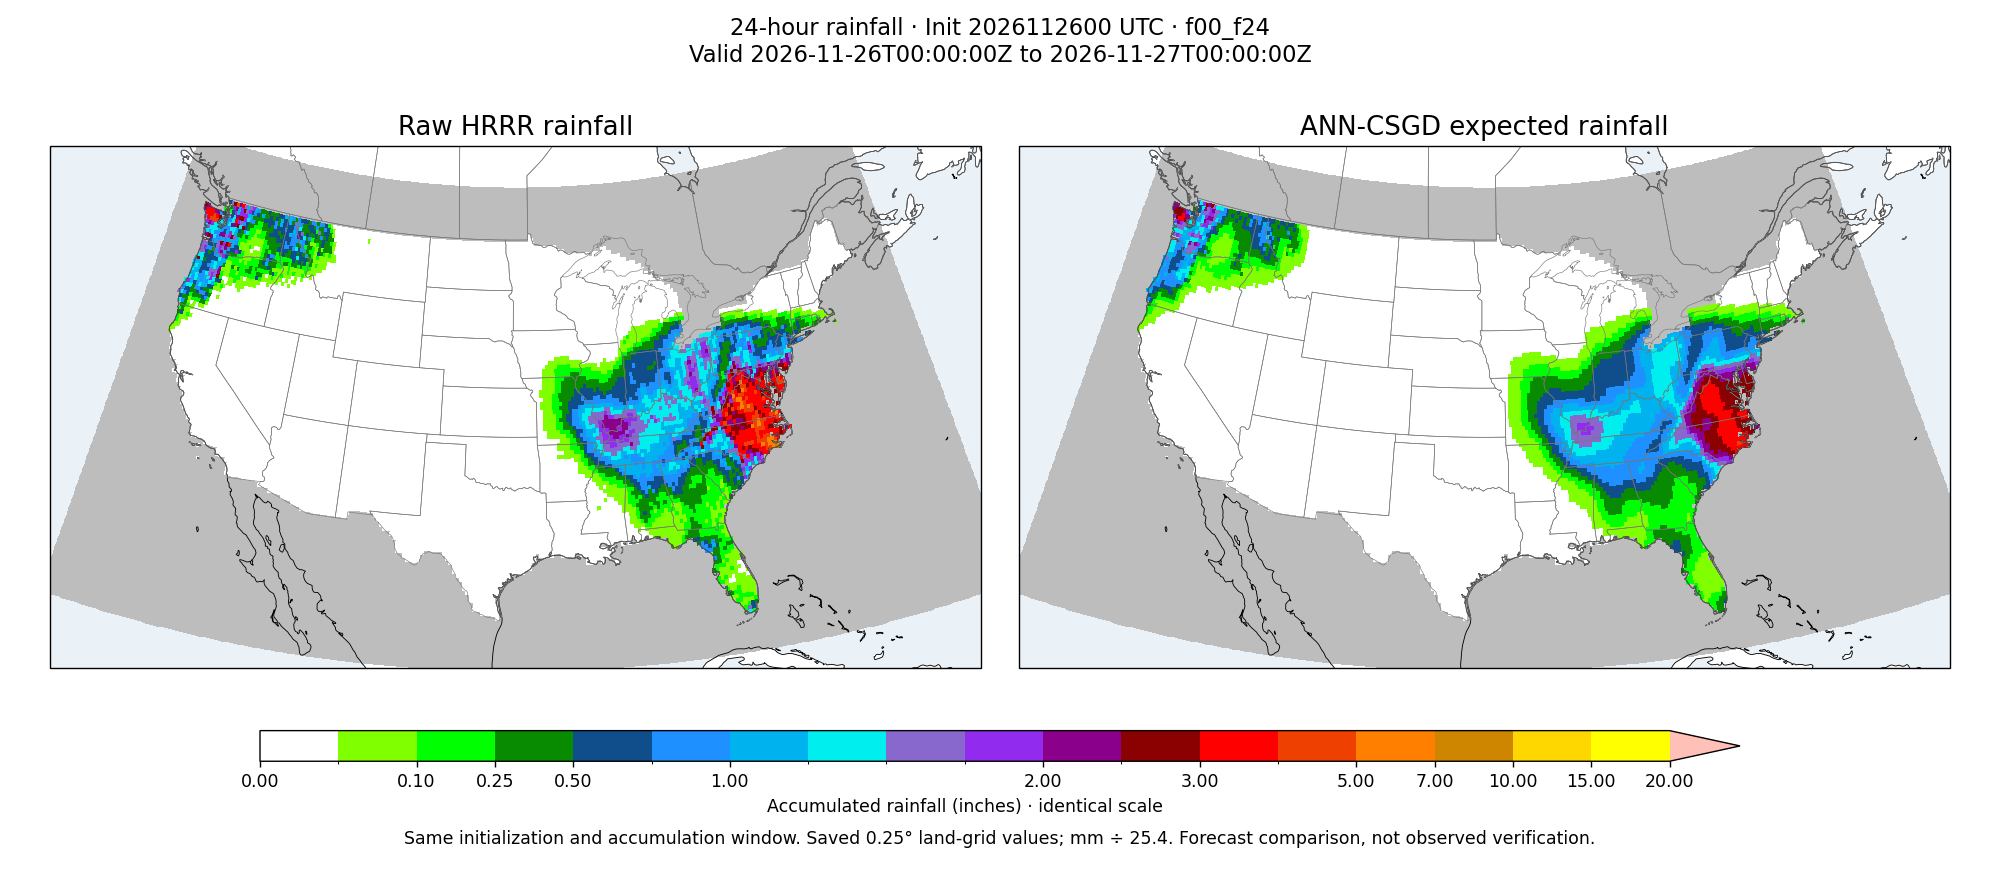 24-hour rainfall · Init 2026112600 UTC · f00_f24
Valid 2026-11-26T00:00:00Z to 2026-11-27T00:00:00Z
Raw HRRR rainfall
ANN-CSGD expected rainfall
0.00 0.10 0.25 0.50 1.00 2.00 3.00 5.00 7.00 10.00 15.00 20.00
Accumulated rainfall (inches) · identical scale
Same initialization and accumulation window. Saved 0.25° land-grid values; mm ÷ 25.4. Forecast comparison, not observed verification.